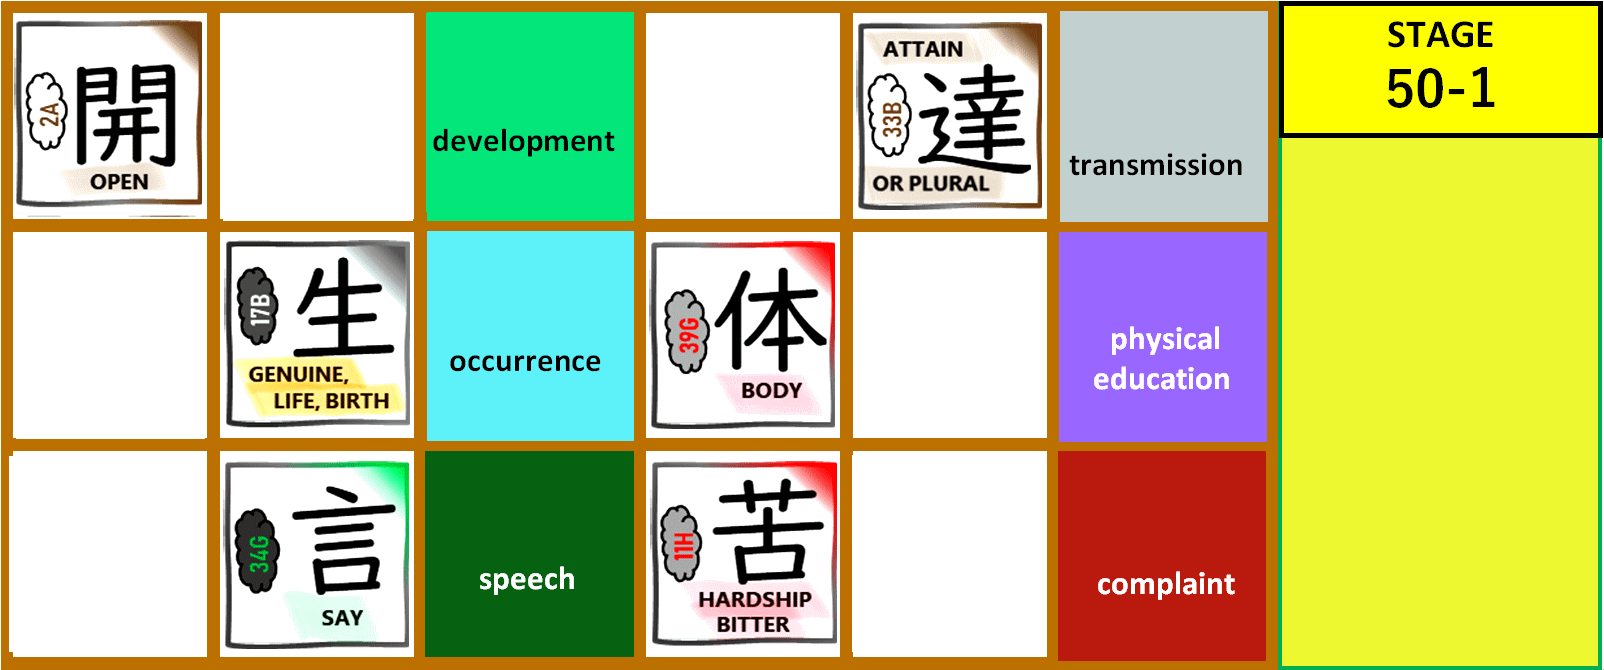 2A
開
OPEN
development
ATTAIN
33B
達
OR PLURAL
transmission
STAGE
50-1
17B
生
GENUINE,
LIFE, BIRTH
occurrence
39G
体
BODY
physical
education
34G
言
SAY
speech
11H
苦
HARDSHIP
BITTER
complaint